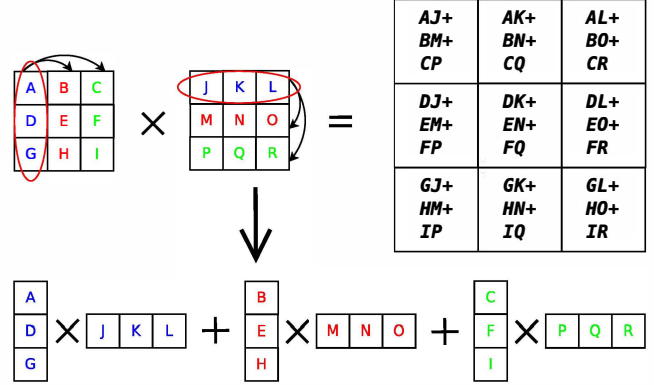 A B C
D E F
G H I
×
J K L
M N O
P Q R
=
AJ+ AK+ AL+
BM+ BN+ BO+
CP CQ CR
DJ+ DK+ DL+
EM+ EN+ EO+
FP FQ FR
GJ+ GK+ GL+
HM+ HN+ HO+
IP IQ IR
A
D
G
×
J K L
+
B
E
H
×
M N O
+
C
F
I
×
P Q R